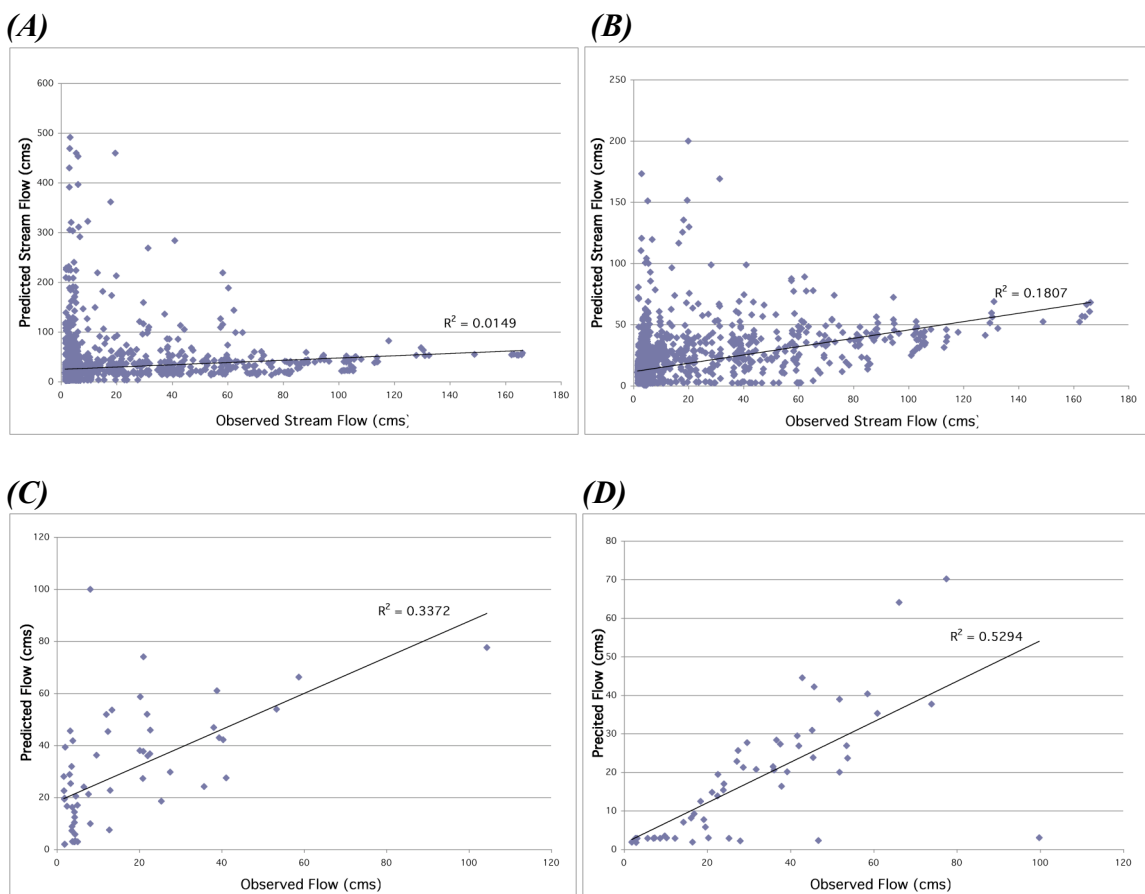 (A)
(B)
600
500
400
300
200
100
0
0 20 40 60 80 100 120 140 160 180
Predicted Stream Flow (cms)
Observed Stream Flow (cms)
R² = 0.0149
250
200
150
100
50
0
0 20 40 60 80 100 120 140 160 180
Predicted Stream Flow (cms)
Observed Stream Flow (cms)
R² = 0.1807
(C)
(D)
120
100
80
60
40
20
0
0 20 40 60 80 100 120
Predicted Flow (cms)
Observed Flow (cms)
R² = 0.3372
80
70
60
50
40
30
20
10
0
0 20 40 60 80 100 120
Precited Flow (cms)
Observed Flow (cms)
R² = 0.5294